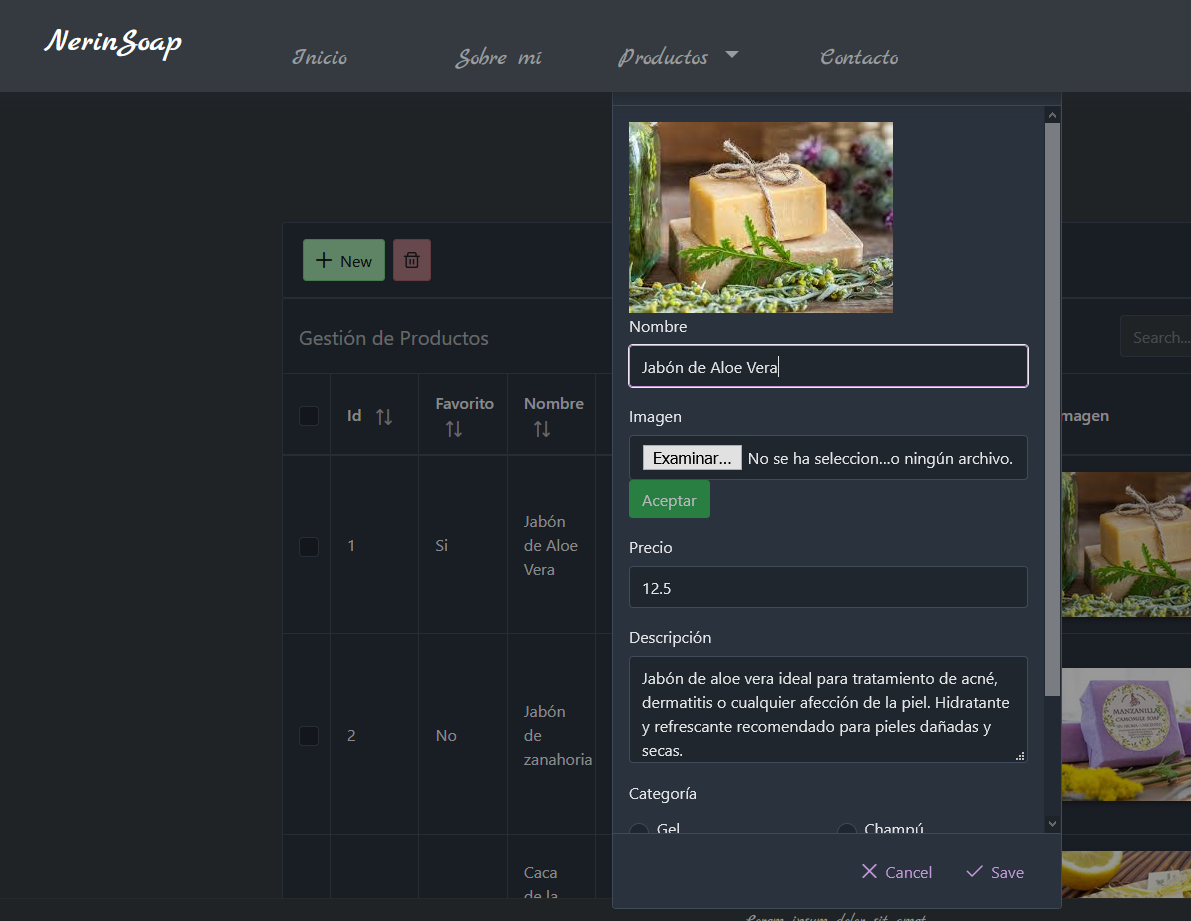 NerinSoap
Inicio
Sobre mí
Productos
Contacto
New
Gestión de Productos
Search...
Id
Favorito
Nombre
1
Si
Jabón
de Aloe
Vera
2
No
Jabón
de
zanahoria
Caca
de la
Nombre
Jabón de Aloe Vera
Imagen
Examinar... No se ha seleccion...o ningún archivo.
Aceptar
Precio
12.5
Descripción
Jabón de aloe vera ideal para tratamiento de acné,
dermatitis o cualquier afección de la piel. Hidratante
y refrescante recomendado para pieles dañadas y
secas.
Categoría
Gel
Champú
Cancel
Save
magen
MANZANILLA
CAMOMILE SOAP
Lorem ipsum dolor sit amet